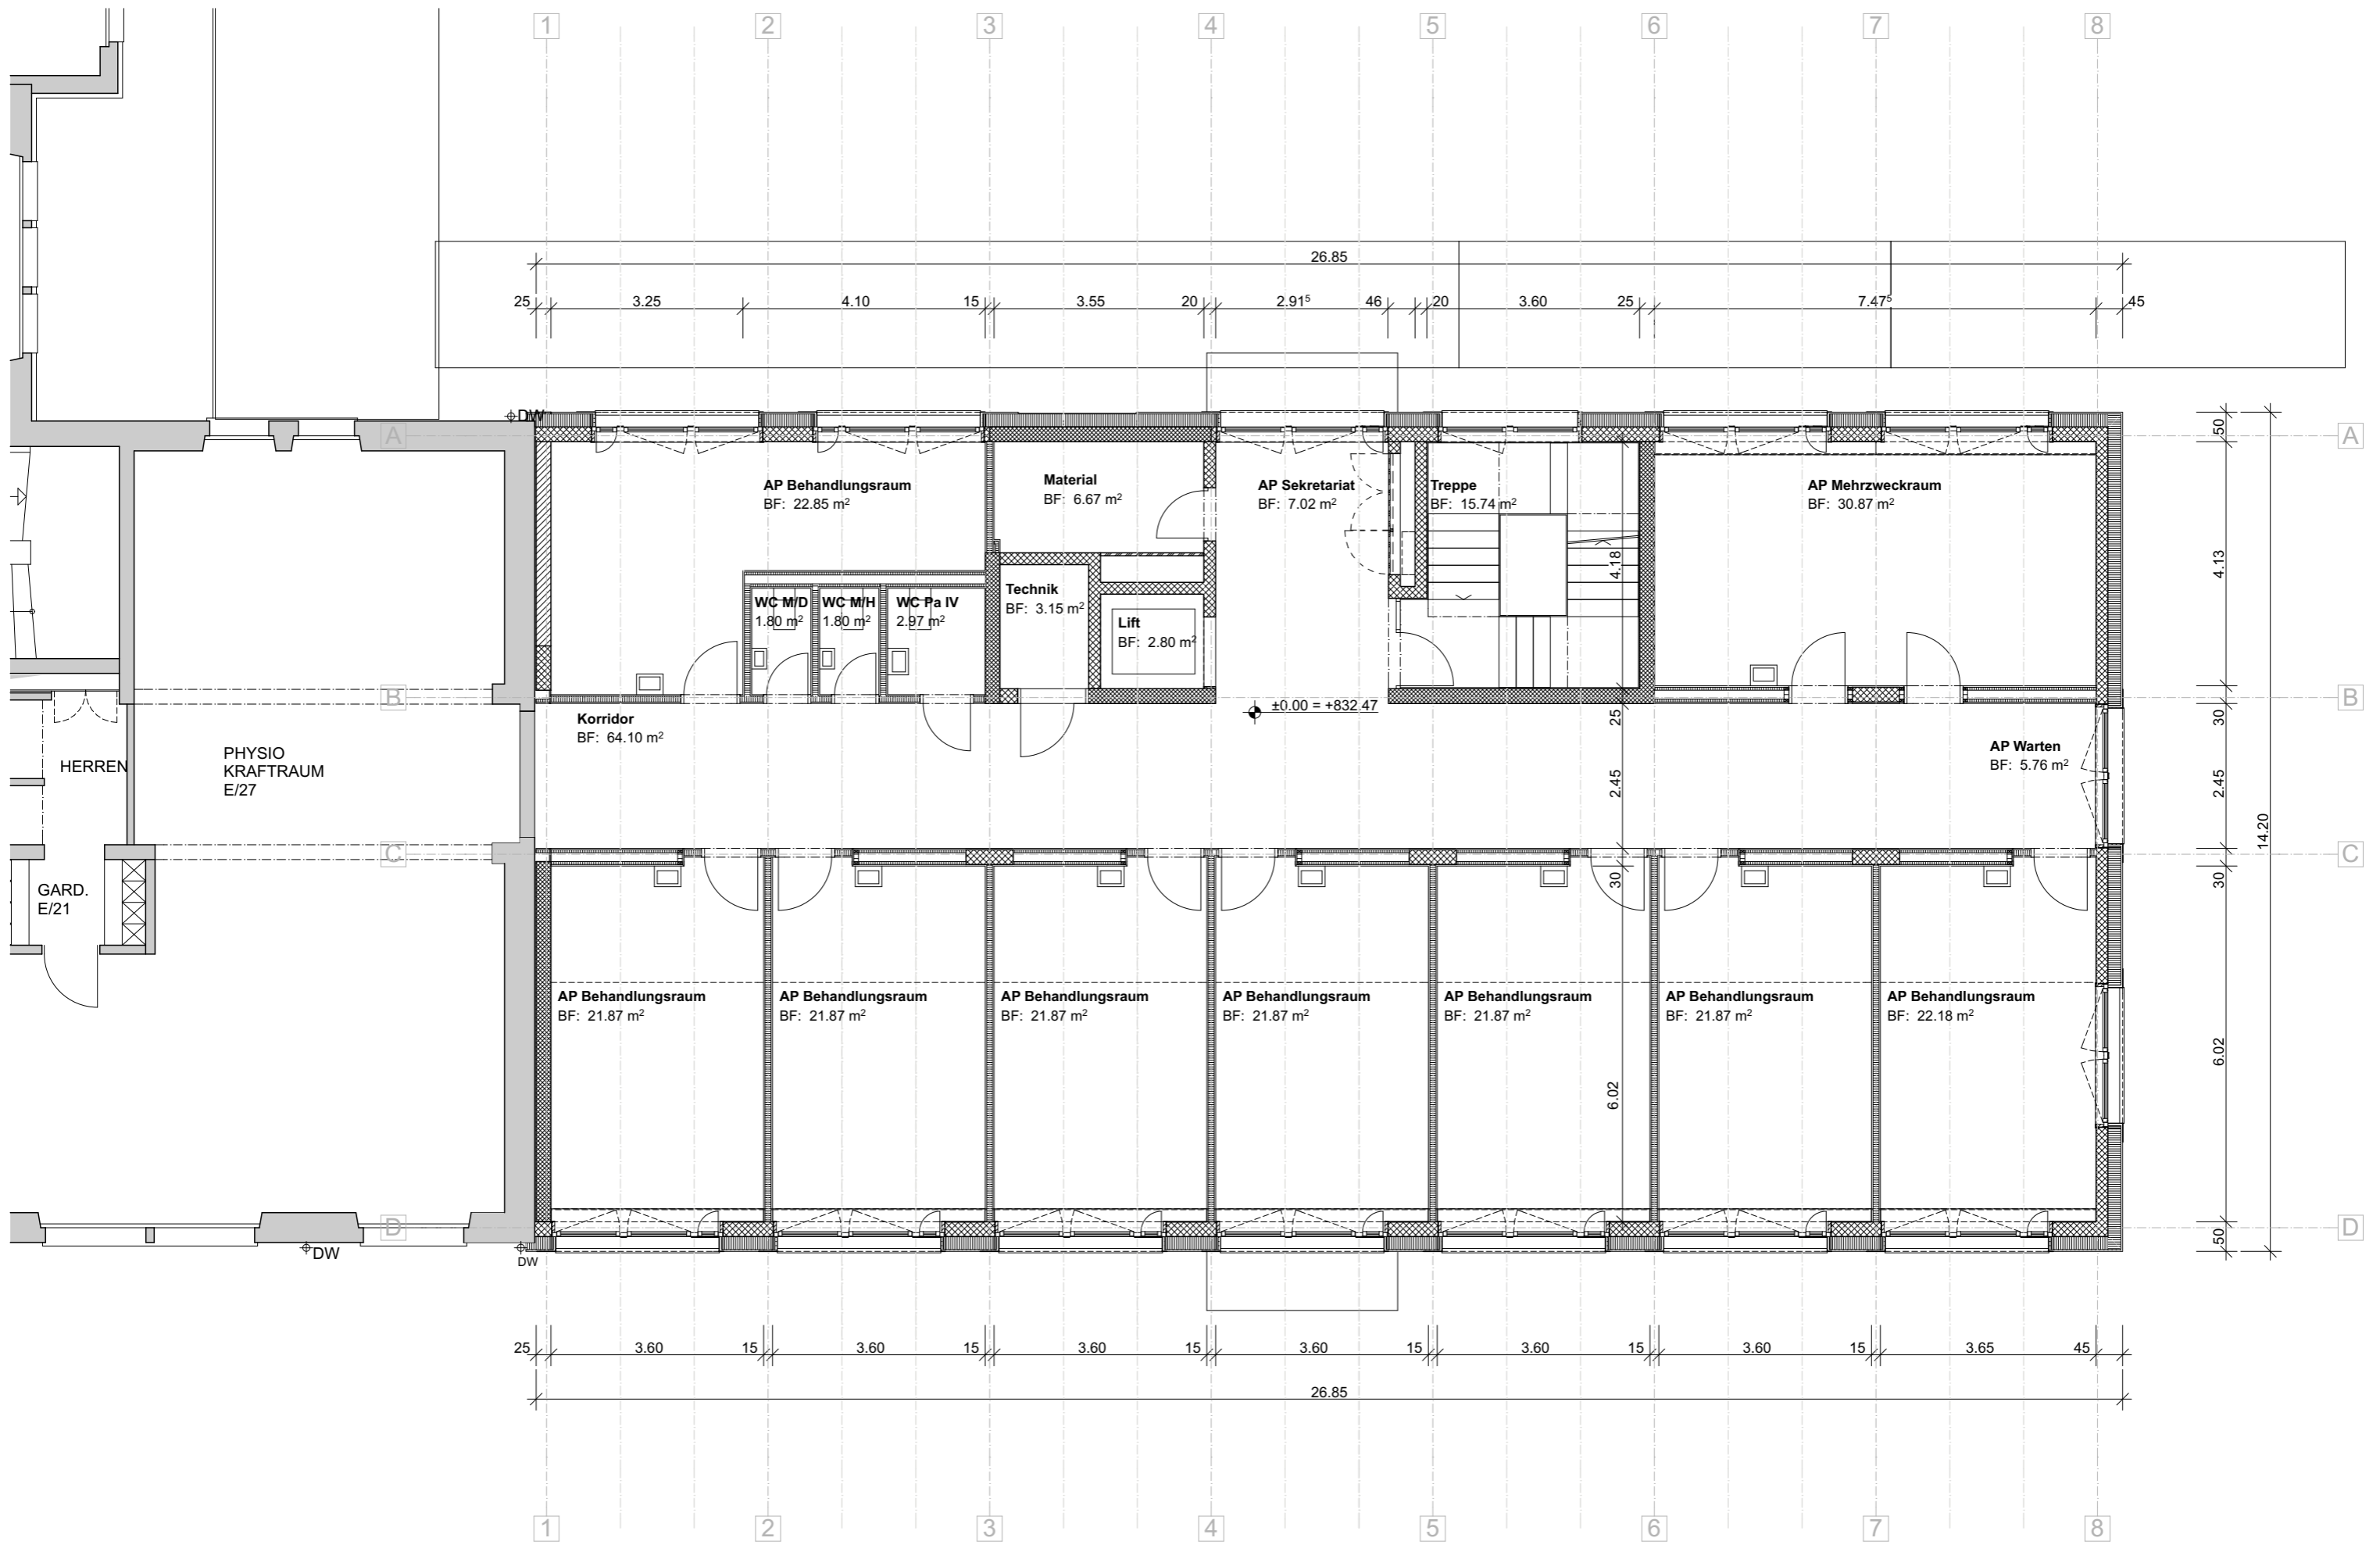 1 2 3 4 5 6 7 8
26.85
25 3.25 4.10 15 3.55 20 2.91⁵ 46 20 3.60 25 7.47⁵ 45
DW
A A
50
AP Behandlungsraum
BF: 22.85 m²
Material
BF: 6.67 m²
AP Sekretariat
BF: 7.02 m²
Treppe
BF: 15.74 m²
AP Mehrzweckraum
BF: 30.87 m²
4.18
4.13
WC M/D
1.80 m²
WC M/H
1.80 m²
WC Pa IV
2.97 m²
Technik
BF: 3.15 m²
Lift
BF: 2.80 m²
B B
±0.00 = +832.47
25
30
Korridor
BF: 64.10 m²
HERREN
PHYSIO
KRAFTRAUM
E/27
AP Warten
BF: 5.76 m²
2.45
2.45
14.20
C C
30
30
GARD.
E/21
AP Behandlungsraum
BF: 21.87 m²
AP Behandlungsraum
BF: 21.87 m²
AP Behandlungsraum
BF: 21.87 m²
AP Behandlungsraum
BF: 21.87 m²
AP Behandlungsraum
BF: 21.87 m²
AP Behandlungsraum
BF: 21.87 m²
AP Behandlungsraum
BF: 22.18 m²
6.02
6.02
D D
50
DW
DW
25 3.60 15 3.60 15 3.60 15 3.60 15 3.60 15 3.60 15 3.65 45
26.85
1 2 3 4 5 6 7 8